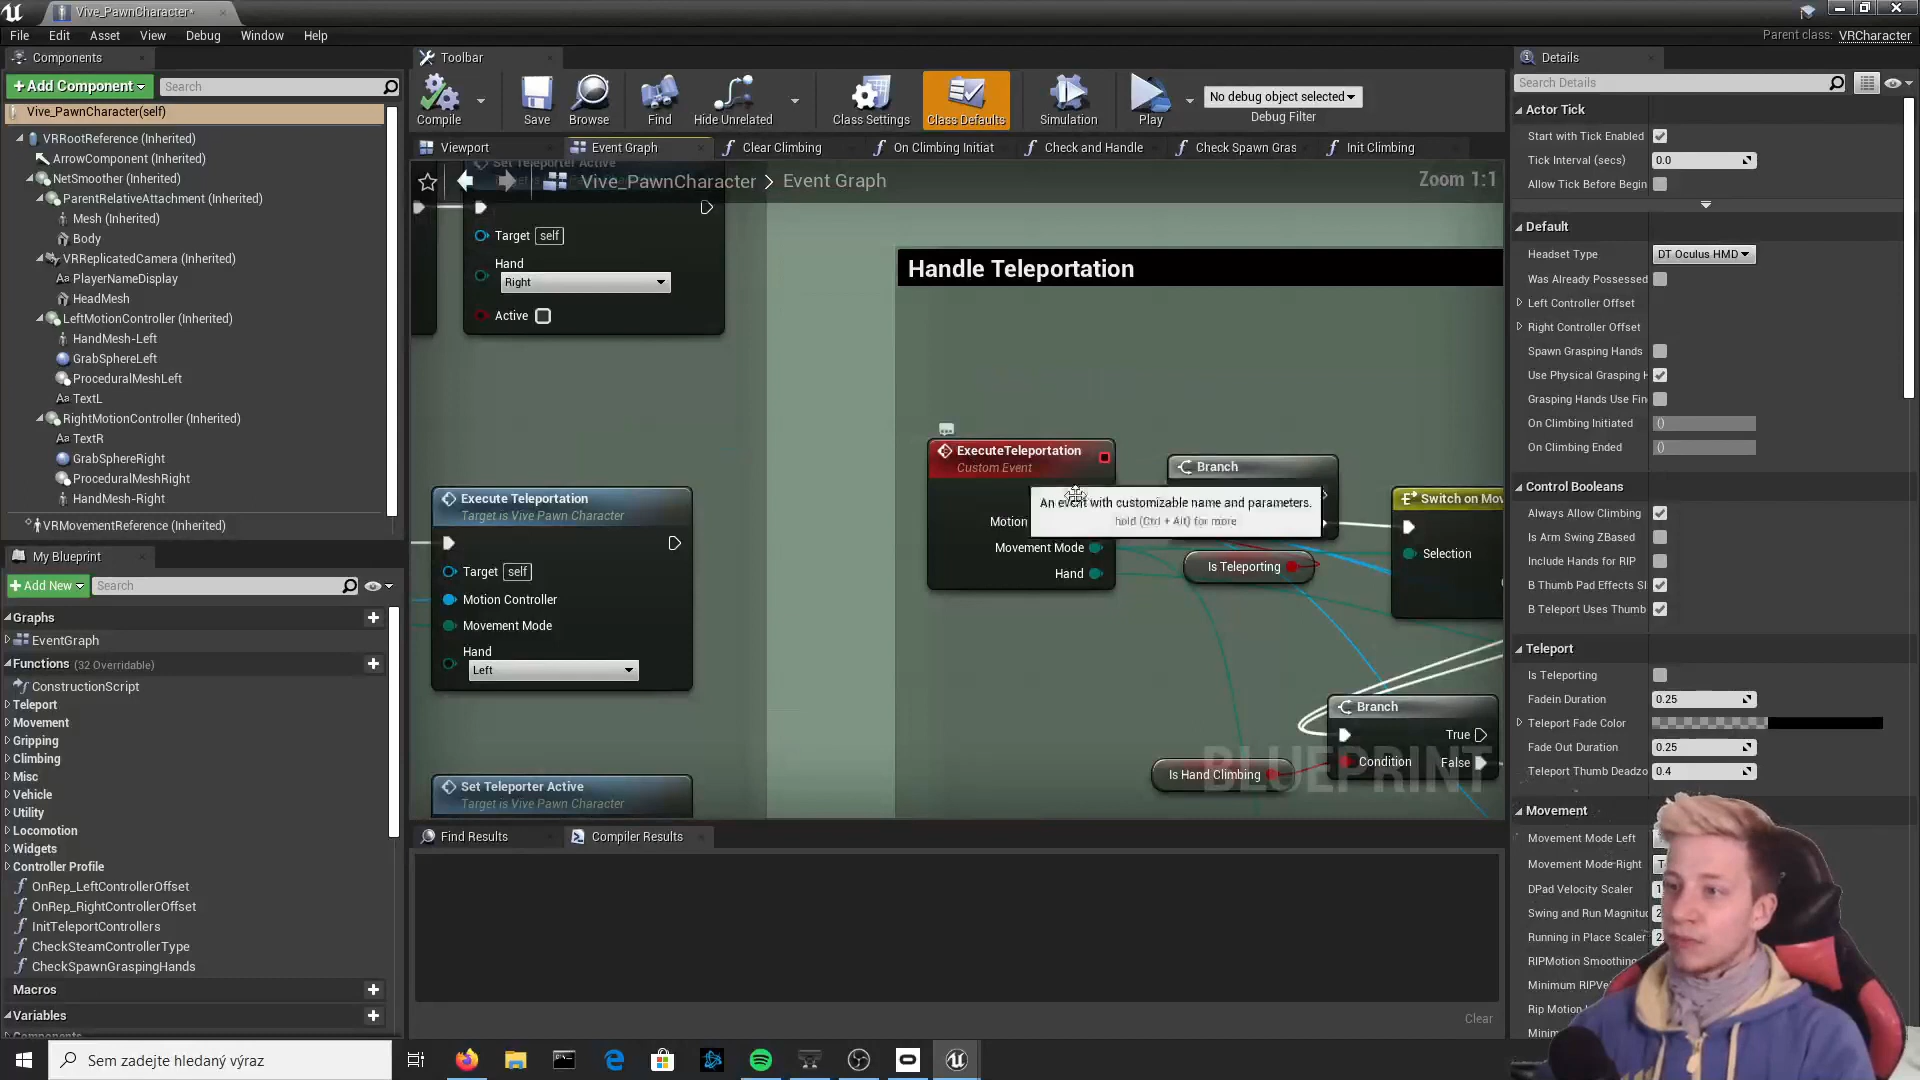 Vive_PawnCharacter*
File Edit Asset View Debug Window Help
Parent class: VRCharacter
Components
+Add Component
Search
Vive_PawnCharacter(self)
VRRootReference (Inherited)
ArrowComponent (Inherited)
NetSmoother (Inherited)
ParentRelativeAttachment (Inherited)
Mesh (Inherited)
Body
VRReplicatedCamera (Inherited)
PlayerNameDisplay
HeadMesh
LeftMotionController (Inherited)
HandMesh-Left
GrabSphereLeft
ProceduralMeshLeft
TextL
RightMotionController (Inherited)
TextR
GrabSphereRight
ProceduralMeshRight
HandMesh-Right
VRMovementReference (Inherited)
My Blueprint
+Add New
Search
Graphs
EventGraph
Functions (32 Overridable)
ConstructionScript
Teleport
Movement
Gripping
Climbing
Misc
Vehicle
Utility
Locomotion
Widgets
Controller Profile
OnRep_LeftControllerOffset
OnRep_RightControllerOffset
InitTeleportControllers
CheckSteamControllerType
CheckSpawnGraspingHands
Macros
Variables
Components
Toolbar
Compile
Save
Browse
Find
Hide Unrelated
Class Settings
Class Defaults
Simulation
Play
No debug object selected
Debug Filter
Viewport
Event Graph
Clear Climbing
On Climbing Initiat
Check and Handle
Check Spawn Gras
Init Climbing
Vive_PawnCharacter > Event Graph
Zoom 1:1
Set Teleporter Active
Target self
Hand
Right
Active
Handle Teleportation
ExecuteTeleportation
Custom Event
Motion
Movement Mode
Hand
An event with customizable name and parameters.
hold (Ctrl + Alt) for more
Branch
Is Teleporting
Switch on Mov
Selection
Execute Teleportation
Target is Vive Pawn Character
Target self
Motion Controller
Movement Mode
Hand
Left
Branch
True
Condition
False
Is Hand Climbing
BLUEPRINT
Set Teleporter Active
Target is Vive Pawn Character
Find Results
Compiler Results
Clear
Details
Search Details
Actor Tick
Start with Tick Enabled
Tick Interval (secs) 0.0
Allow Tick Before Begin
Default
Headset Type DT Oculus HMD
Was Already Possessed
Left Controller Offset
Right Controller Offset
Spawn Grasping Hands
Use Physical Grasping H
Grasping Hands Use Fin
On Climbing Initiated ()
On Climbing Ended ()
Control Booleans
Always Allow Climbing
Is Arm Swing ZBased
Include Hands for RIP
B Thumb Pad Effects Sl
B Teleport Uses Thumb
Teleport
Is Teleporting
Fadein Duration 0.25
Teleport Fade Color
Fade Out Duration 0.25
Teleport Thumb Deadzo 0.4
Movement
Movement Mode Left
Movement Mode Right T
DPad Velocity Scaler 1
Swing and Run Magnitud 2
Running in Place Scaler 2
RIPMotion Smoothing
Minimum RIPVel
Rip Motion
Minim
Sem zadejte hledaný výraz